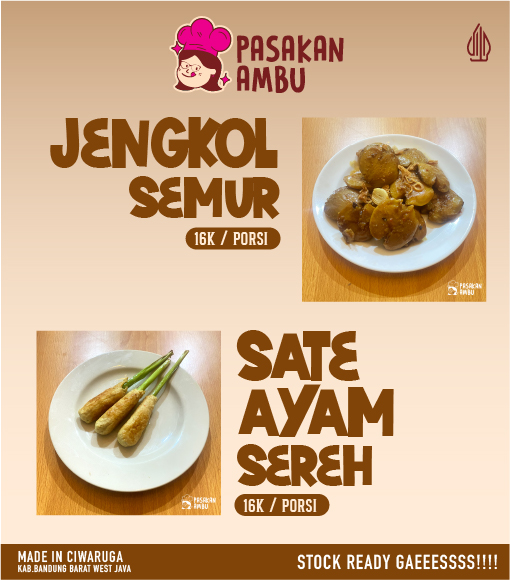 PASAKAN
AMBU
JENGKOL
SEMUR
16K / PORSI
PASAKAN
AMBU
SATE
AYAM
SEREH
16K / PORSI
PASAKAN
AMBU
MADE IN CIWARUGA
KAB.BANDUNG BARAT WEST JAVA
STOCK READY GAEEESSSS!!!!